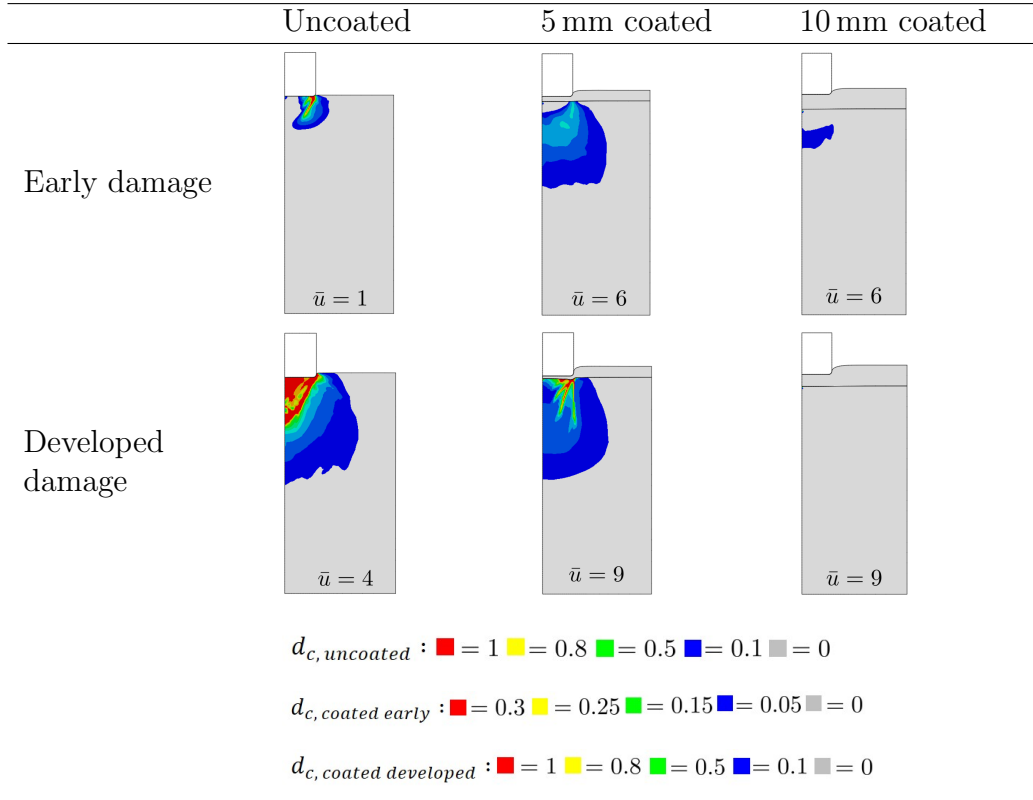 Uncoated 5 mm coated 10 mm coated
Early damage
ū = 1 ū = 6 ū = 6
Developed
damage
ū = 4 ū = 9 ū = 9
d_c, uncoated : = 1 = 0.8 = 0.5 = 0.1 = 0
d_c, coated early : = 0.3 = 0.25 = 0.15 = 0.05 = 0
d_c, coated developed : = 1 = 0.8 = 0.5 = 0.1 = 0